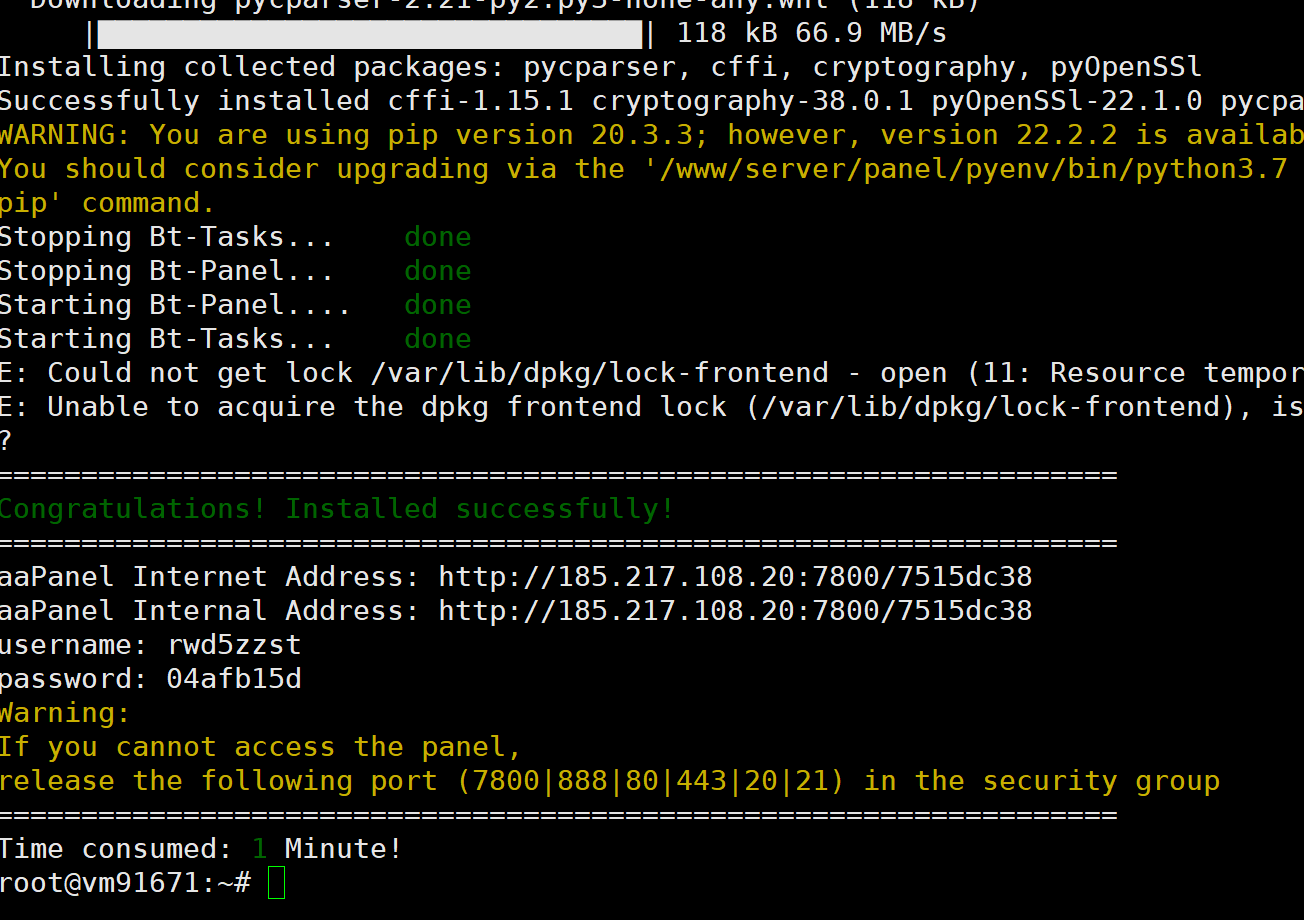 Downloading pycparser-2.21-py2.py3-none-any.whl (118 kB)
|████████████████████████████████| 118 kB 66.9 MB/s
Installing collected packages: pycparser, cffi, cryptography, pyOpenSSl
Successfully installed cffi-1.15.1 cryptography-38.0.1 pyOpenSSl-22.1.0 pycpa
WARNING: You are using pip version 20.3.3; however, version 22.2.2 is availab
You should consider upgrading via the '/www/server/panel/pyenv/bin/python3.7
pip' command.
Stopping Bt-Tasks... done
Stopping Bt-Panel... done
Starting Bt-Panel.... done
Starting Bt-Tasks... done
E: Could not get lock /var/lib/dpkg/lock-frontend - open (11: Resource tempor
E: Unable to acquire the dpkg frontend lock (/var/lib/dpkg/lock-frontend), is
?
==================================================================
Congratulations! Installed successfully!
==================================================================
aaPanel Internet Address: http://185.217.108.20:7800/7515dc38
aaPanel Internal Address: http://185.217.108.20:7800/7515dc38
username: rwd5zzst
password: 04afb15d
Warning:
If you cannot access the panel,
release the following port (7800|888|80|443|20|21) in the security group
==================================================================
Time consumed: 1 Minute!
root@vm91671:~#